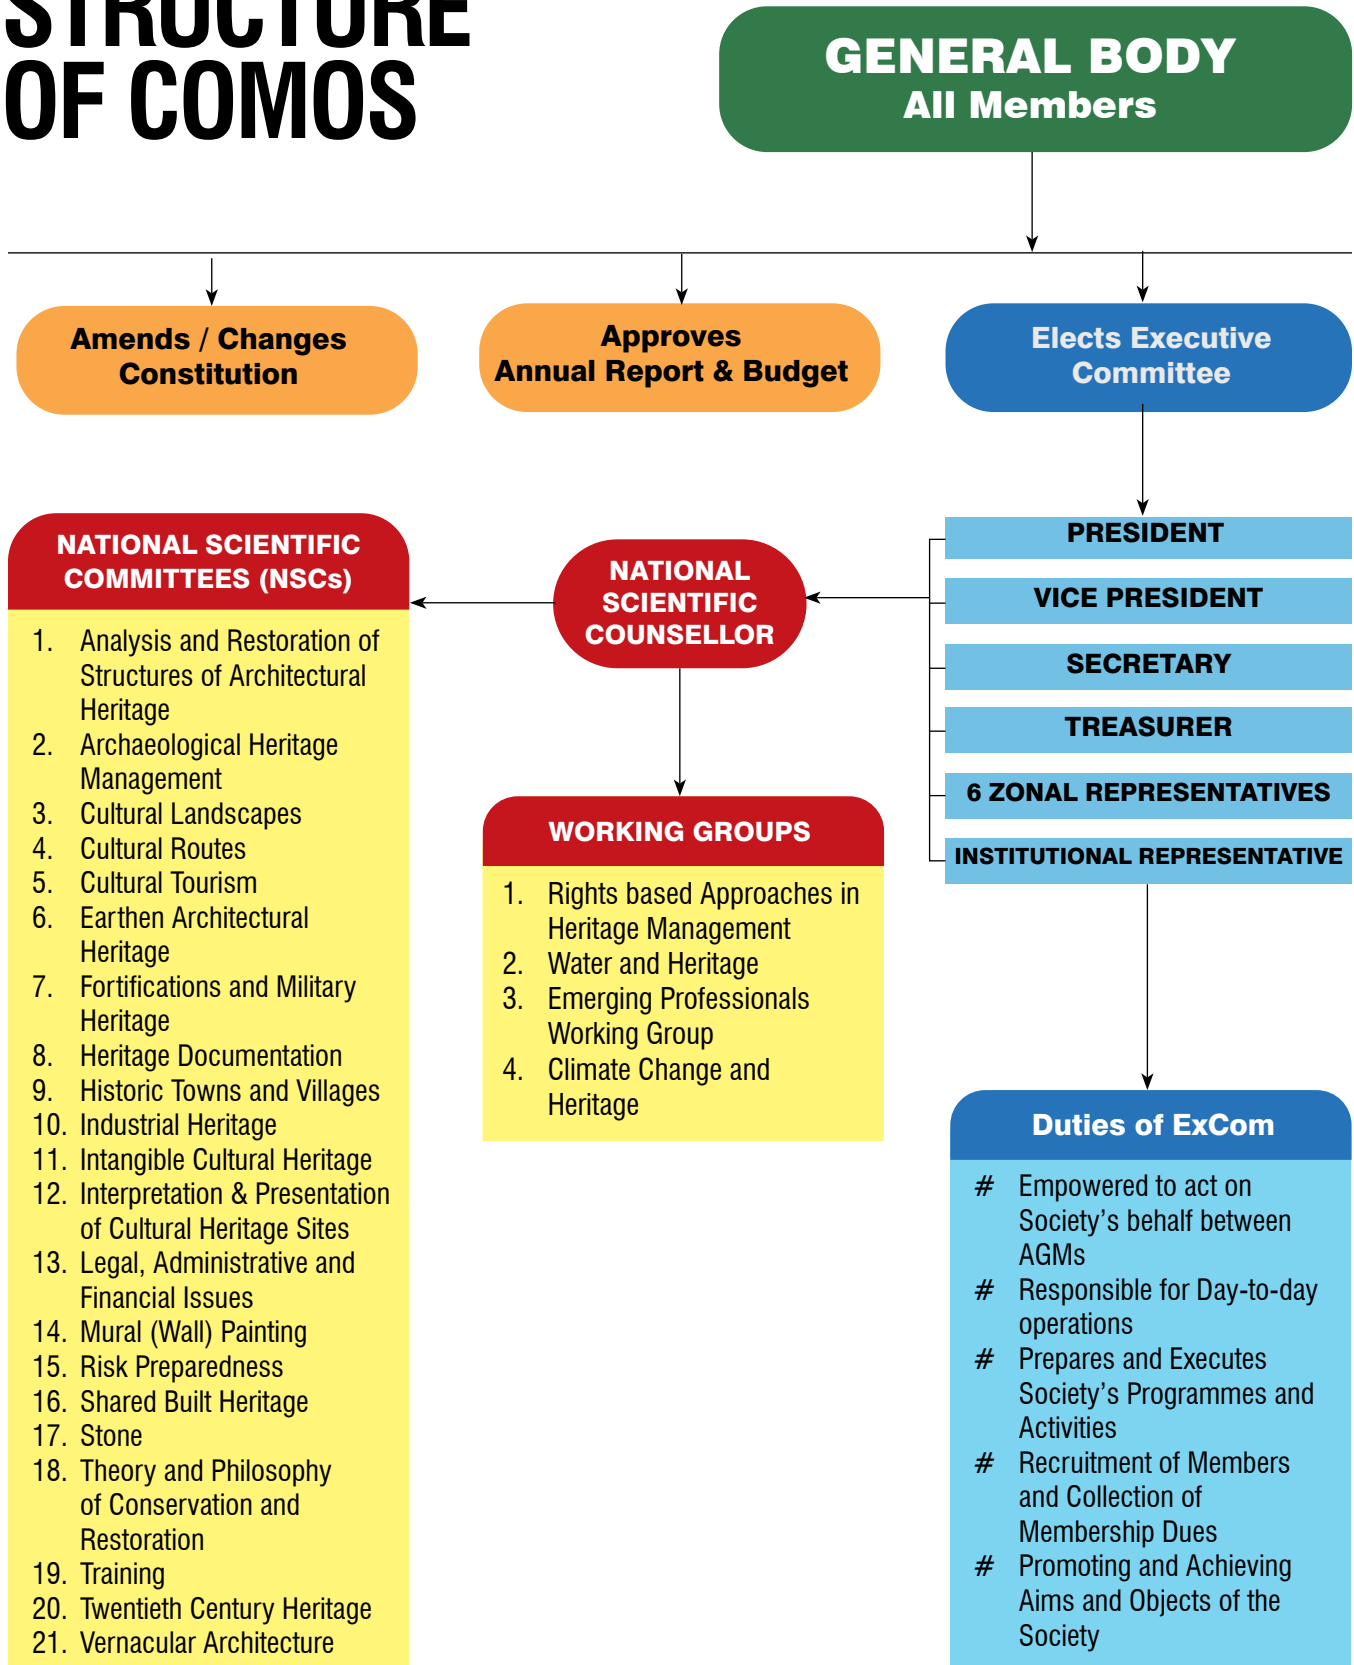 STRUCTURE
OF COMOS
GENERAL BODY
All Members
Amends / Changes
Constitution
Approves
Annual Report & Budget
Elects Executive
Committee
NATIONAL SCIENTIFIC
COMMITTEES (NSCs)
1. Analysis and Restoration of
Structures of Architectural
Heritage
2. Archaeological Heritage
Management
3. Cultural Landscapes
4. Cultural Routes
5. Cultural Tourism
6. Earthen Architectural
Heritage
7. Fortifications and Military
Heritage
8. Heritage Documentation
9. Historic Towns and Villages
10. Industrial Heritage
11. Intangible Cultural Heritage
12. Interpretation & Presentation
of Cultural Heritage Sites
13. Legal, Administrative and
Financial Issues
14. Mural (Wall) Painting
15. Risk Preparedness
16. Shared Built Heritage
17. Stone
18. Theory and Philosophy
of Conservation and
Restoration
19. Training
20. Twentieth Century Heritage
21. Vernacular Architecture
NATIONAL
SCIENTIFIC
COUNSELLOR
WORKING GROUPS
1. Rights based Approaches in
Heritage Management
2. Water and Heritage
3. Emerging Professionals
Working Group
4. Climate Change and
Heritage
PRESIDENT
VICE PRESIDENT
SECRETARY
TREASURER
6 ZONAL REPRESENTATIVES
INSTITUTIONAL REPRESENTATIVE
Duties of ExCom
# Empowered to act on
Society's behalf between
AGMs
# Responsible for Day-to-day
operations
# Prepares and Executes
Society's Programmes and
Activities
# Recruitment of Members
and Collection of
Membership Dues
# Promoting and Achieving
Aims and Objects of the
Society